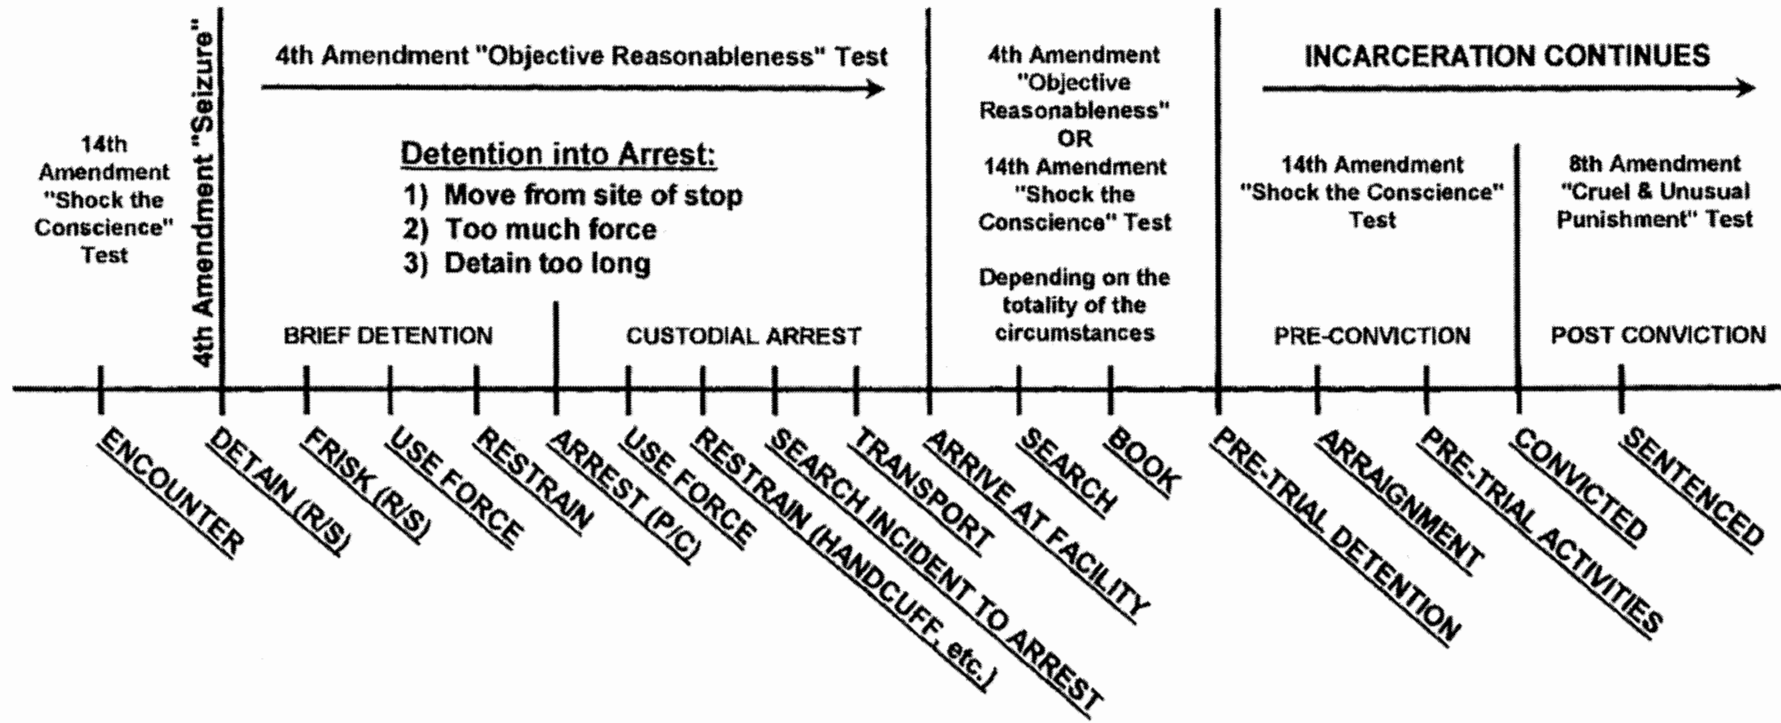 14th
Amendment
"Shock the
Conscience"
Test
4th Amendment "Seizure"
4th Amendment "Objective Reasonableness" Test
Detention into Arrest:
1) Move from site of stop
2) Too much force
3) Detain too long
BRIEF DETENTION
CUSTODIAL ARREST
4th Amendment
"Objective
Reasonableness"
OR
14th Amendment
"Shock the
Conscience" Test
Depending on the
totality of the
circumstances
INCARCERATION CONTINUES
14th Amendment
"Shock the Conscience"
Test
PRE-CONVICTION
8th Amendment
"Cruel & Unusual
Punishment" Test
POST CONVICTION
ENCOUNTER
DETAIN (R/S)
FRISK (R/S)
USE FORCE
RESTRAIN
ARREST (P/C)
USE FORCE
RESTRAIN (HANDCUFF, etc.)
SEARCH INCIDENT TO ARREST
TRANSPORT
ARRIVE AT FACILITY
SEARCH
BOOK
PRE-TRIAL DETENTION
ARRAIGNMENT
PRE-TRIAL ACTIVITIES
CONVICTED
SENTENCED